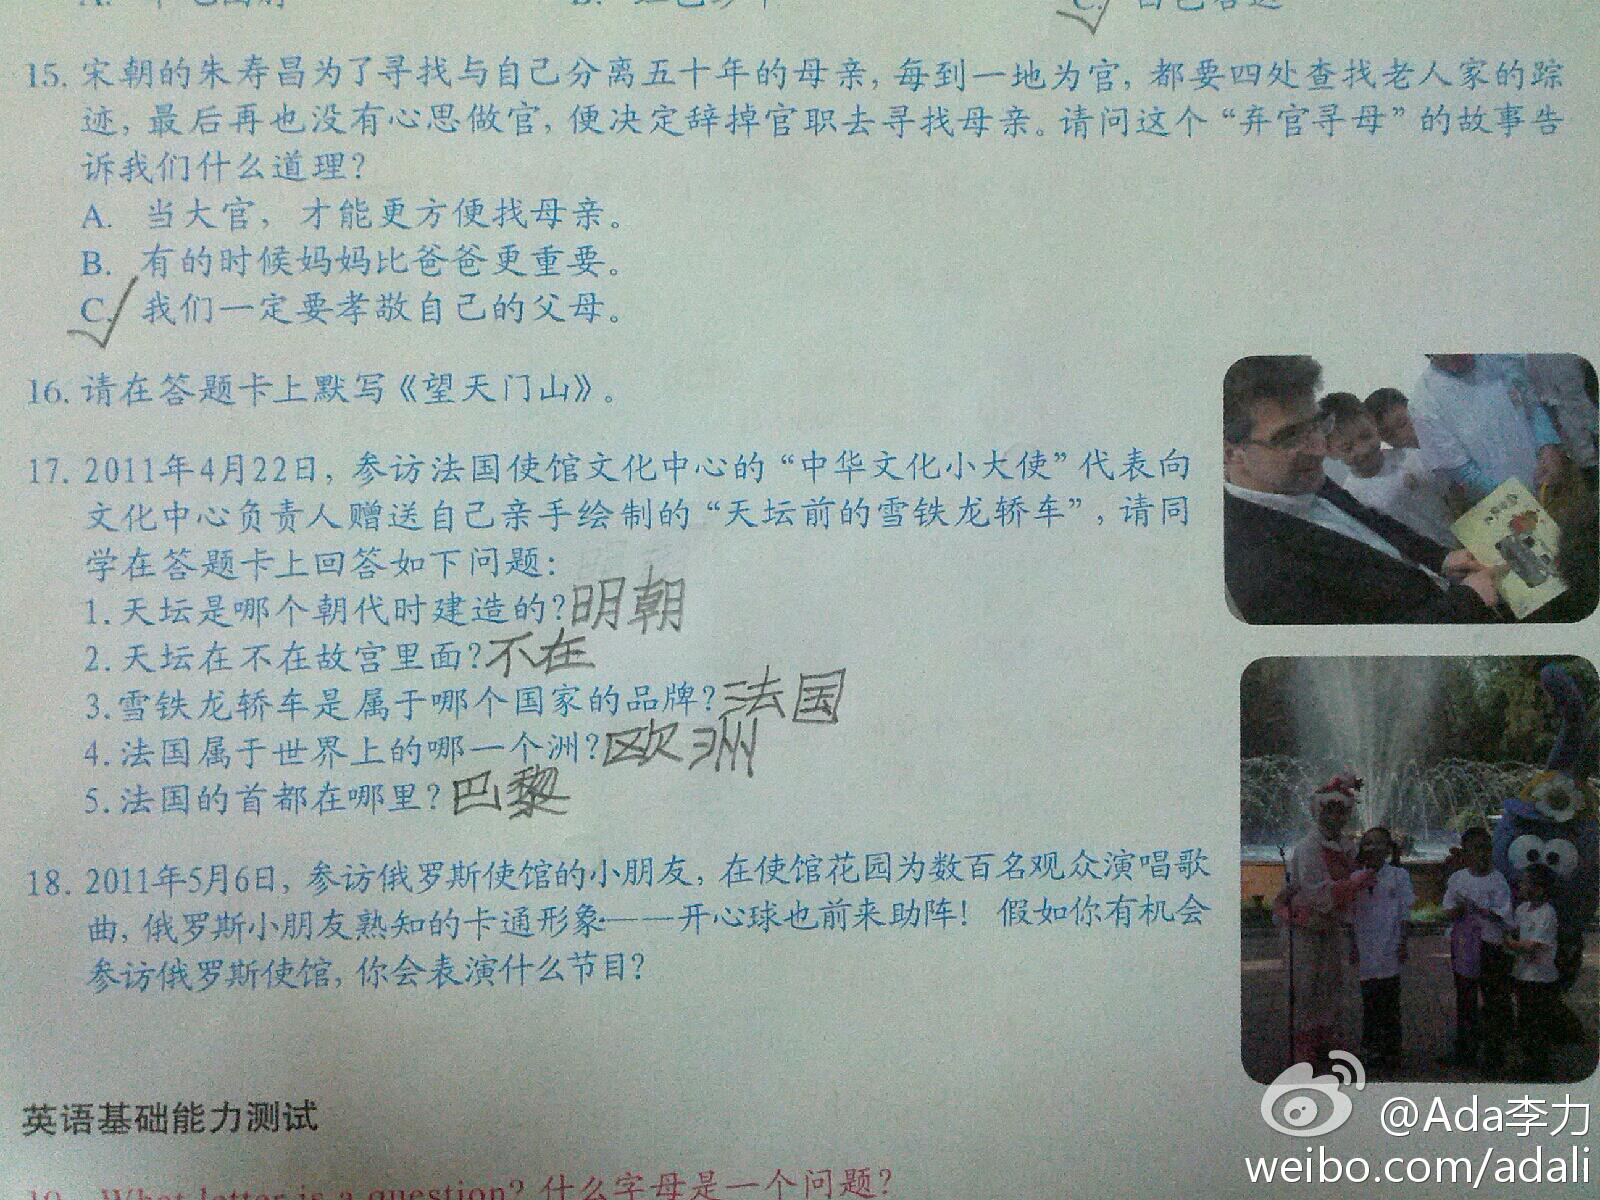 15. 宋朝的朱寿昌为了寻找与自己分离五十年的母亲, 每到一地为官, 都要四处查找老人家的踪
迹, 最后再也没有心思做官, 便决定辞掉官职去寻找母亲。请问这个“弃官寻母”的故事告
诉我们什么道理?
A. 当大官, 才能更方便找母亲。
B. 有的时候妈妈比爸爸更重要。
C. 我们一定要孝敬自己的父母。
16. 请在答题卡上默写《望天门山》。
17. 2011年4月22日, 参访法国使馆文化中心的“中华文化小大使”代表向
文化中心负责人赠送自己亲手绘制的“天坛前的雪铁龙轿车”, 请同
学在答题卡上回答如下问题:
1. 天坛是哪个朝代时建造的? 明朝
2. 天坛在不在故宫里面? 不在
3. 雪铁龙轿车是属于哪个国家的品牌? 法国
4. 法国属于世界上的哪一个洲? 欧洲
5. 法国的首都在哪里? 巴黎
18. 2011年5月6日, 参访俄罗斯使馆的小朋友, 在使馆花园为数百名观众演唱歌
曲, 俄罗斯小朋友熟知的卡通形象——开心球也前来助阵! 假如你有机会
参访俄罗斯使馆, 你会表演什么节目?
英语基础能力测试
19. What letter is a question? 什么字母是一个问题?
@Ada李力
weibo.com/adali